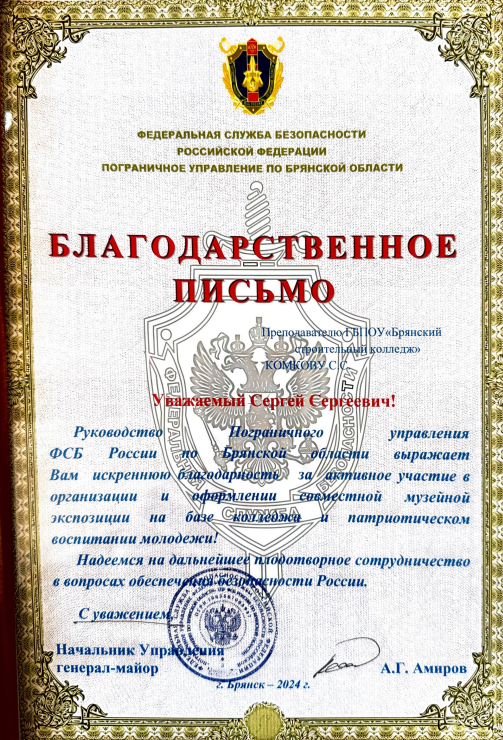 ФЕДЕРАЛЬНАЯ СЛУЖБА БЕЗОПАСНОСТИ
РОССИЙСКОЙ ФЕДЕРАЦИИ
ПОГРАНИЧНОЕ УПРАВЛЕНИЕ ПО БРЯНСКОЙ ОБЛАСТИ
БЛАГОДАРСТВЕННОЕ
ПИСЬМО
Преподавателю ГБПОУ«Брянский
строительный колледж»
КОМКОВУ С.С.
Уважаемый Сергей Сергеевич!
Руководство Пограничного управления
ФСБ России по Брянской области выражает
Вам искреннюю благодарность за активное участие в
организации и оформлении совместной музейной
экспозиции на базе колледжа и патриотическом
воспитании молодежи!
Надеемся на дальнейшее плодотворное сотрудничество
в вопросах обеспечения безопасности России.
С уважением,
Начальник Управления
генерал-майор А.Г. Амиров
г. Брянск – 2024 г.
ФЕДЕРАЛЬНАЯ
СЛУЖБА
БЕЗОПАСНОСТИ